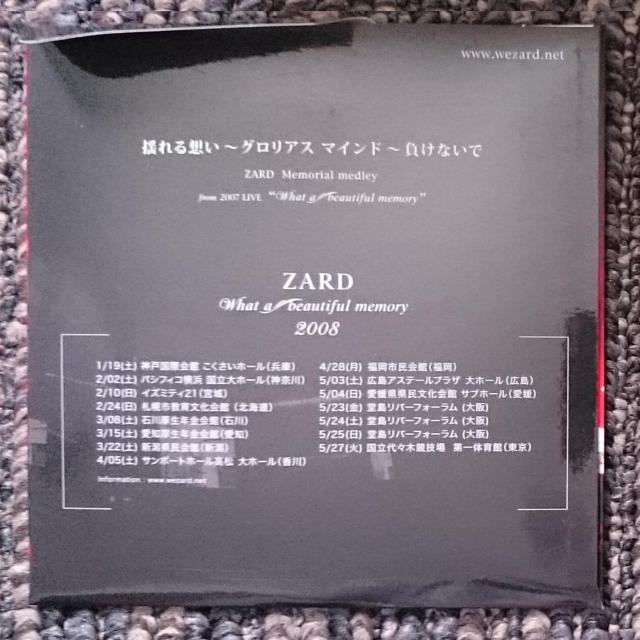 www.wezard.net
揺れる想い～グロリアス マインド～負けないで
ZARD Memorial medley
from 2007 LIVE "What a beautiful memory"
ZARD
What a beautiful memory
2008
1/19(土) 神戸国際会館 こくさいホール(兵庫)
2/02(土) パシフィコ横浜 国立大ホール(神奈川)
2/10(日) イズミティ21(宮城)
2/24(日) 札幌市教育文化会館 (北海道)
3/08(土) 石川厚生年金会館(石川)
3/15(土) 愛知厚生年金会館(愛知)
3/22(土) 新潟県民会館(新潟)
4/05(土) サンポートホール高松 大ホール(香川)
4/28(月) 福岡市民会館(福岡)
5/03(土) 広島アステールプラザ 大ホール(広島)
5/04(日) 愛媛県県民文化会館 サブホール(愛媛)
5/23(金) 堂島リバーフォーラム (大阪)
5/24(土) 堂島リバーフォーラム (大阪)
5/25(日) 堂島リバーフォーラム (大阪)
5/27(火) 国立代々木競技場 第一体育館(東京)
Information : www.wezard.net